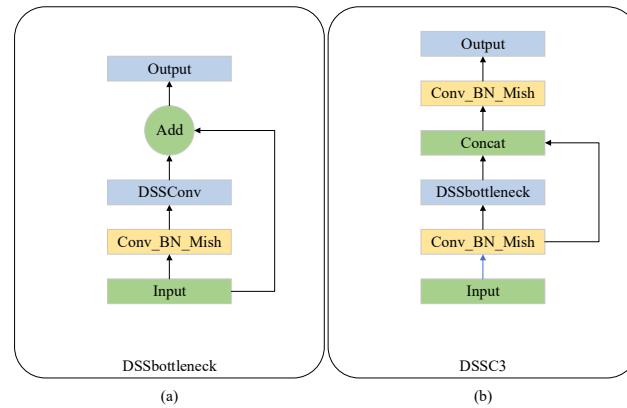 Output
Add
DSSConv
Conv_BN_Mish
Input
DSSbottleneck
(a)
Output
Conv_BN_Mish
Concat
DSSbottleneck
Conv_BN_Mish
Input
DSSC3
(b)